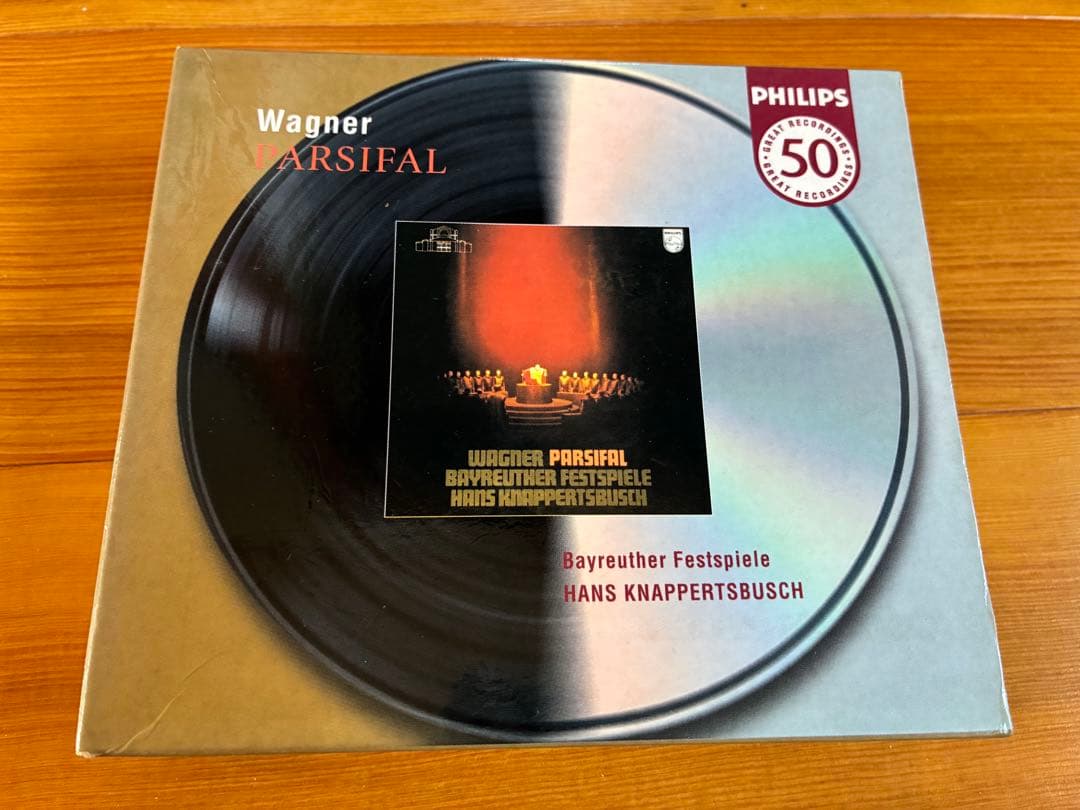 Wagner
PARSIFAL
PHILIPS
GREAT RECORDINGS
50
GREAT RECORDINGS
PHILIPS
WAGNER PARSIFAL
BAYREUTHER FESTSPIELE
HANS KNAPPERTSBUSCH
Bayreuther Festspiele
HANS KNAPPERTSBUSCH